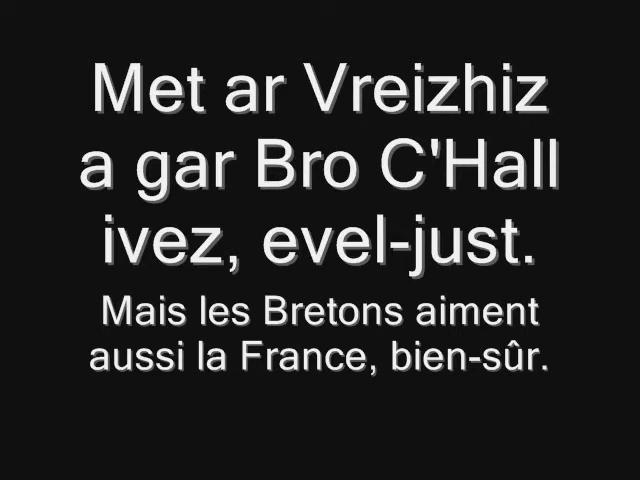 Met ar Vreizhiz
a gar Bro C'Hall
ivez, evel-just.
Mais les Bretons aiment
aussi la France, bien-sûr.